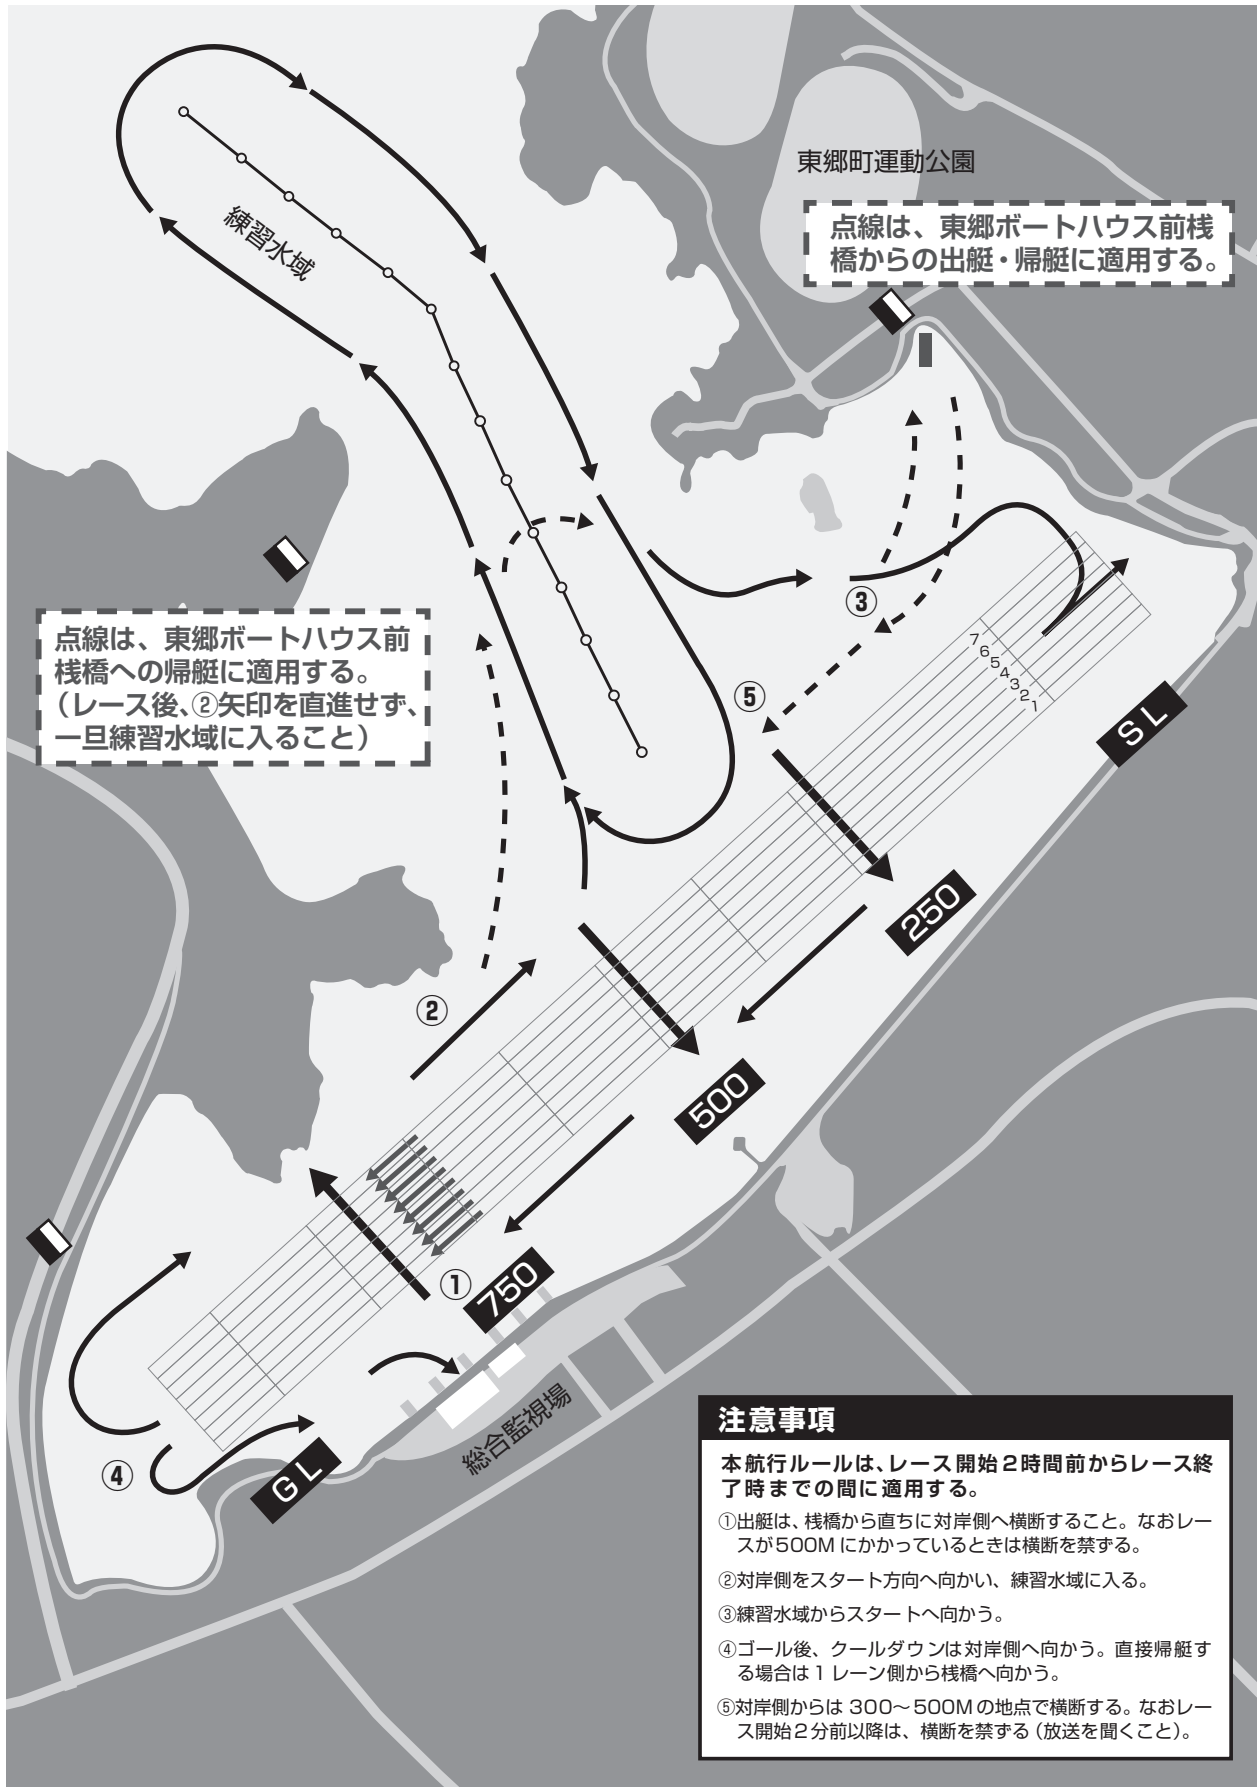 東郷町運動公園
点線は、東郷ボートハウス前桟
橋からの出艇・帰艇に適用する。
練習水域
③
点線は、東郷ボートハウス前
桟橋への帰艇に適用する。
（レース後、②矢印を直進せず、
一旦練習水域に入ること）
7
6
5
4
3
2
1
⑤
SL
250
②
500
①
750
総合監視場
④
GL
注意事項
本航行ルールは、レース開始２時間前からレース終
了時までの間に適用する。
①出艇は、桟橋から直ちに対岸側へ横断すること。なおレー
スが500Mにかかっているときは横断を禁ずる。
②対岸側をスタート方向へ向かい、練習水域に入る。
③練習水域からスタートへ向かう。
④ゴール後、クールダウンは対岸側へ向かう。直接帰艇す
る場合は１レーン側から桟橋へ向かう。
⑤対岸側からは 300～500Mの地点で横断する。なおレー
ス開始２分前以降は、横断を禁ずる（放送を聞くこと）。